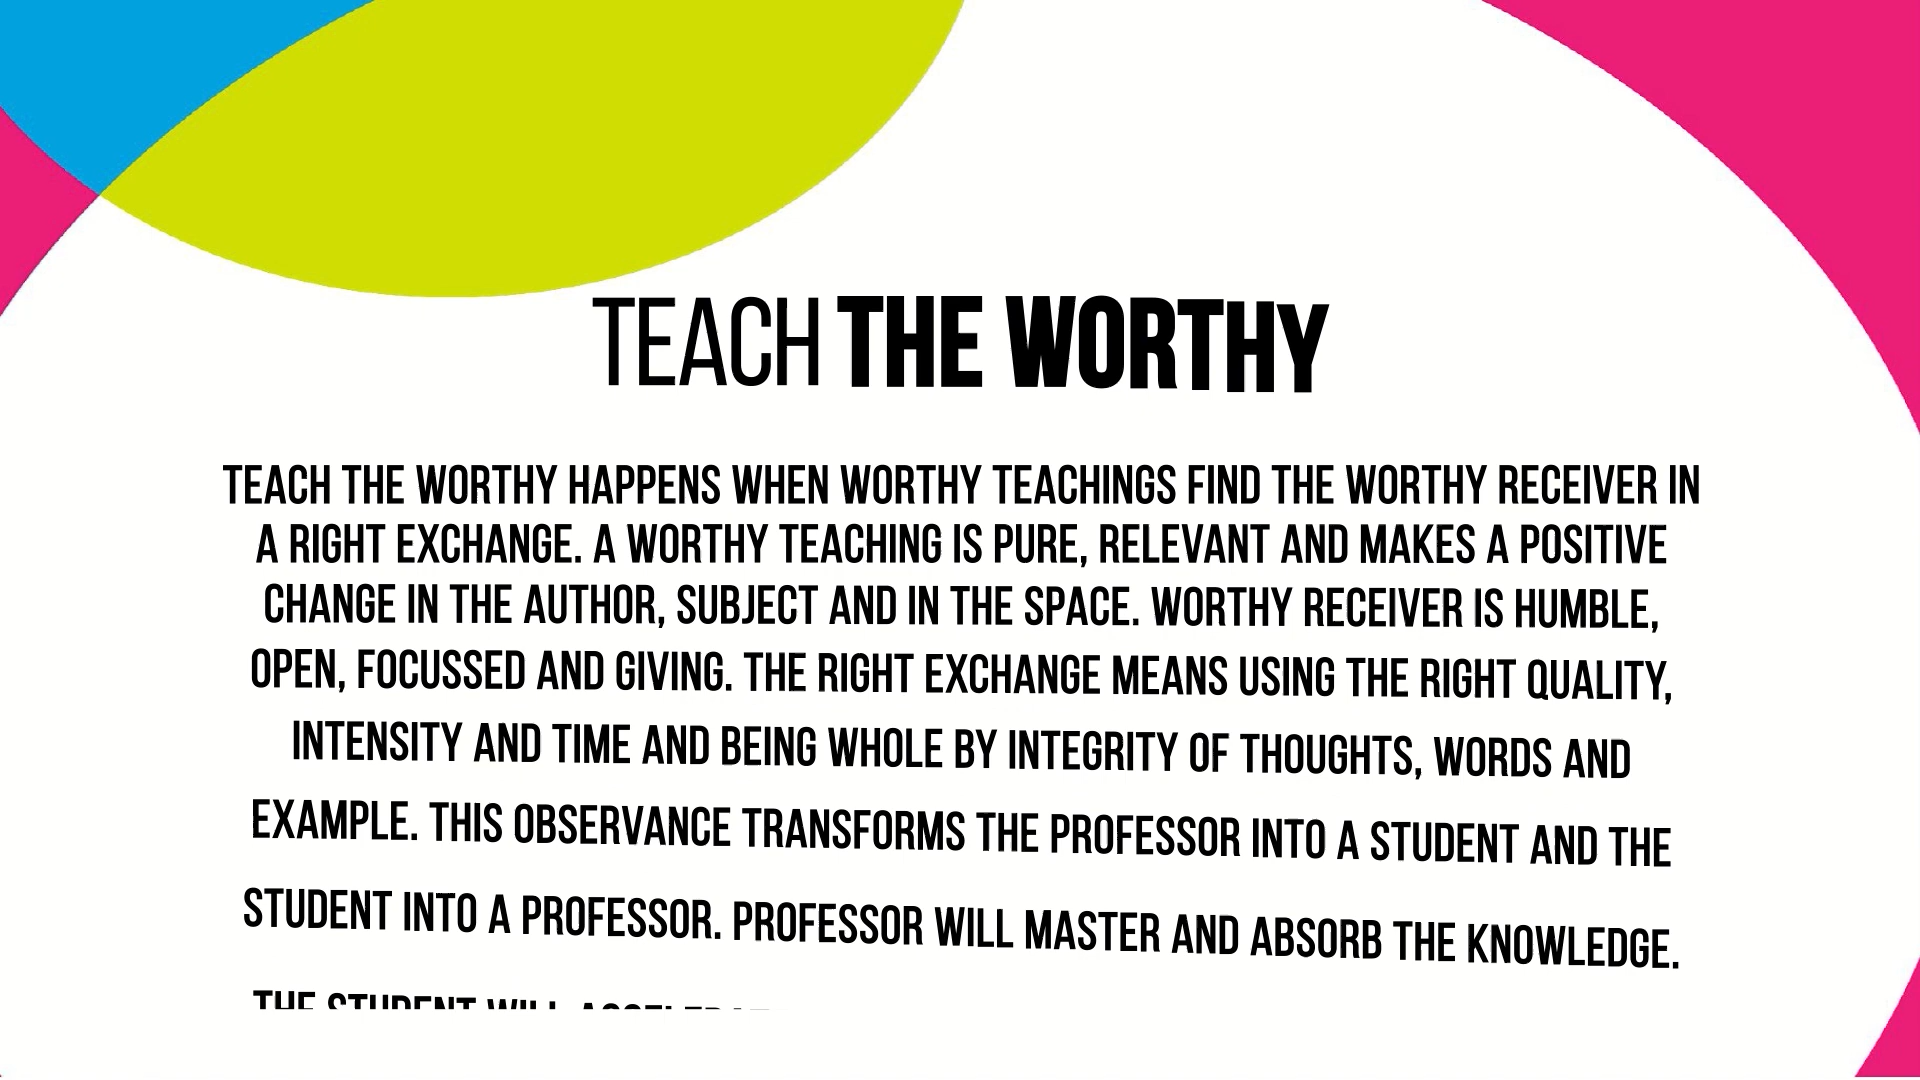 TEACH THE WORTHY
TEACH THE WORTHY HAPPENS WHEN WORTHY TEACHINGS FIND THE WORTHY RECEIVER IN
A RIGHT EXCHANGE. A WORTHY TEACHING IS PURE, RELEVANT AND MAKES A POSITIVE
CHANGE IN THE AUTHOR, SUBJECT AND IN THE SPACE. WORTHY RECEIVER IS HUMBLE,
OPEN, FOCUSSED AND GIVING. THE RIGHT EXCHANGE MEANS USING THE RIGHT QUALITY,
INTENSITY AND TIME AND BEING WHOLE BY INTEGRITY OF THOUGHTS, WORDS AND
EXAMPLE. THIS OBSERVANCE TRANSFORMS THE PROFESSOR INTO A STUDENT AND THE
STUDENT INTO A PROFESSOR. PROFESSOR WILL MASTER AND ABSORB THE KNOWLEDGE.
THE STUDENT WILL